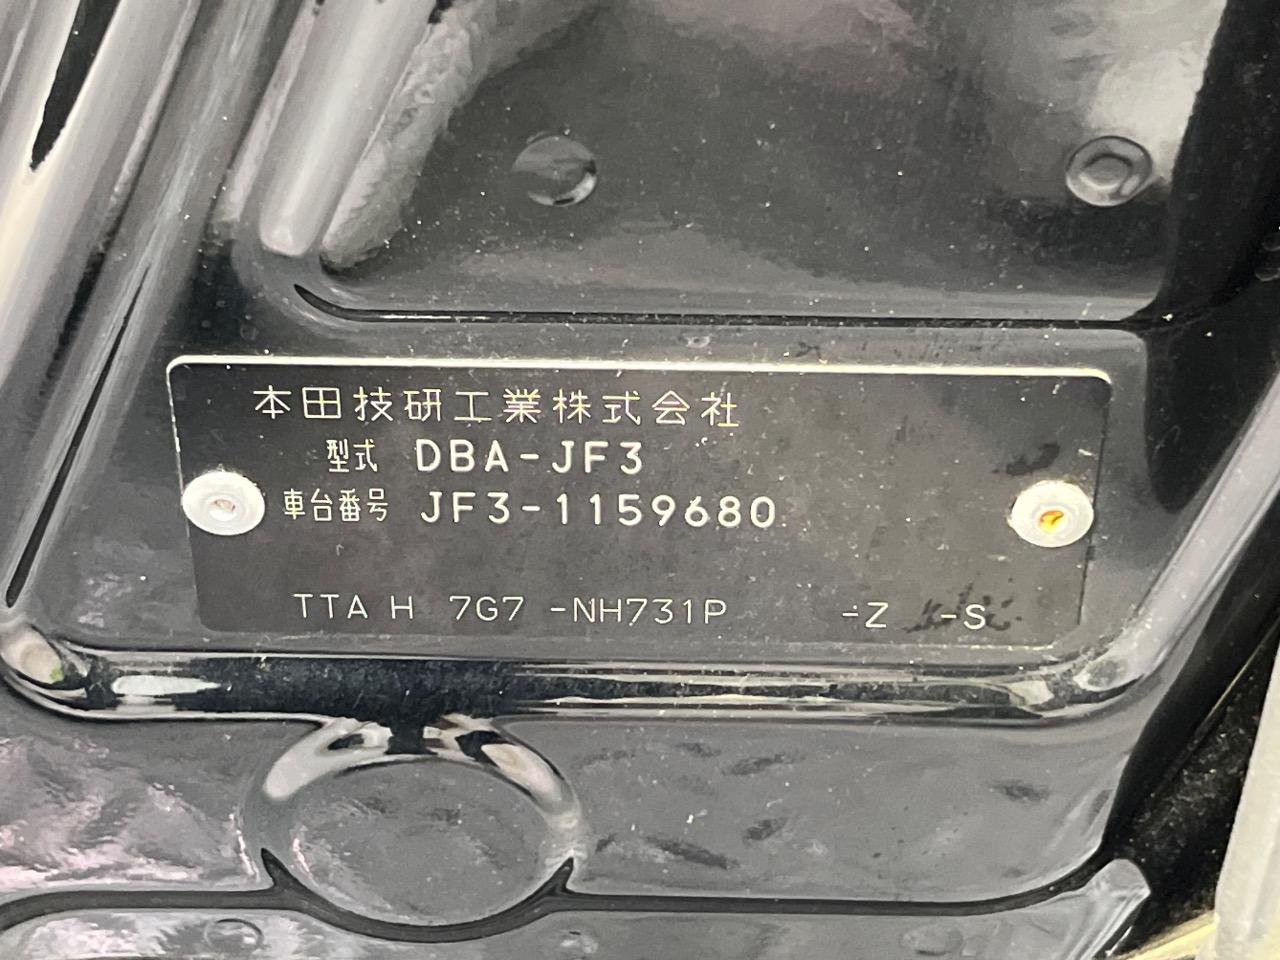 本田技研工業株式会社
型式 DBA-JF3
車台番号 JF3-1159680
TTA H 7G7 -NH731P -Z -S